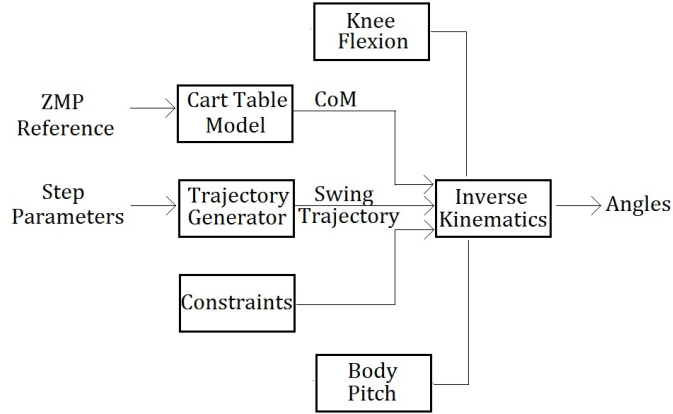 Knee
Flexion
ZMP
Reference
Cart Table
Model
CoM
Step
Parameters
Trajectory
Generator
Swing
Trajectory
Inverse
Kinematics
Angles
Constraints
Body
Pitch